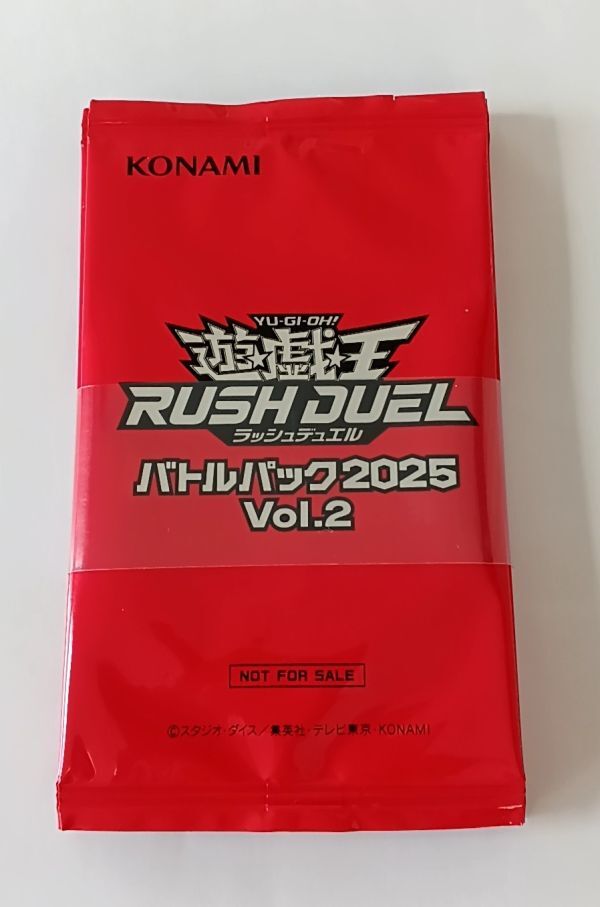 KONAMI
YU-GI-OH!
遊☆戯☆王
RUSH DUEL
ラッシュデュエル
バトルパック2025
Vol.2
NOT FOR SALE
©スタジオ・ダイス/集英社・テレビ東京・KONAMI